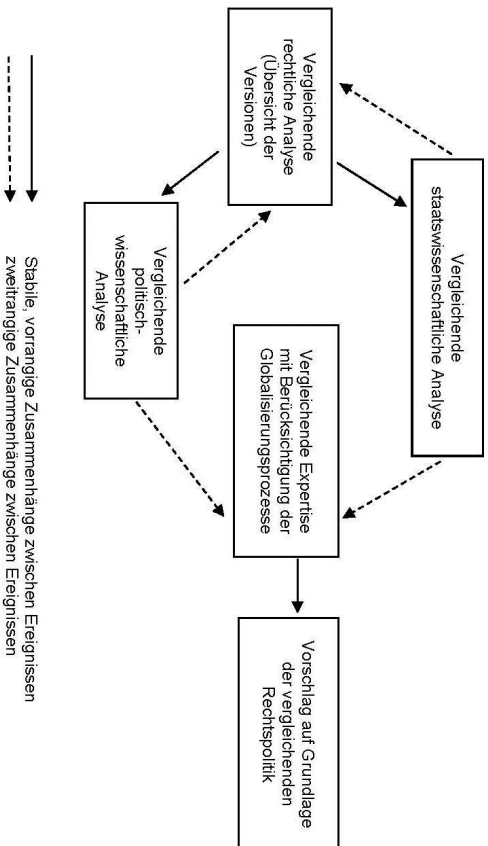 Vergleichende
rechtliche Analyse
(Übersicht der
Versionen)
Vergleichende
staatswissenschaftliche Analyse
Vergleichende
politisch-
wissenschaftliche
Analyse
Vergleichende Expertise
mit Berücksichtigung der
Globalisierungsprozesse
Vorschlag auf Grundlage
der vergleichenden
Rechtspolitik
Stabile, vorrangige Zusammenhänge zwischen Ereignissen
zweitrangige Zusammenhänge zwischen Ereignissen